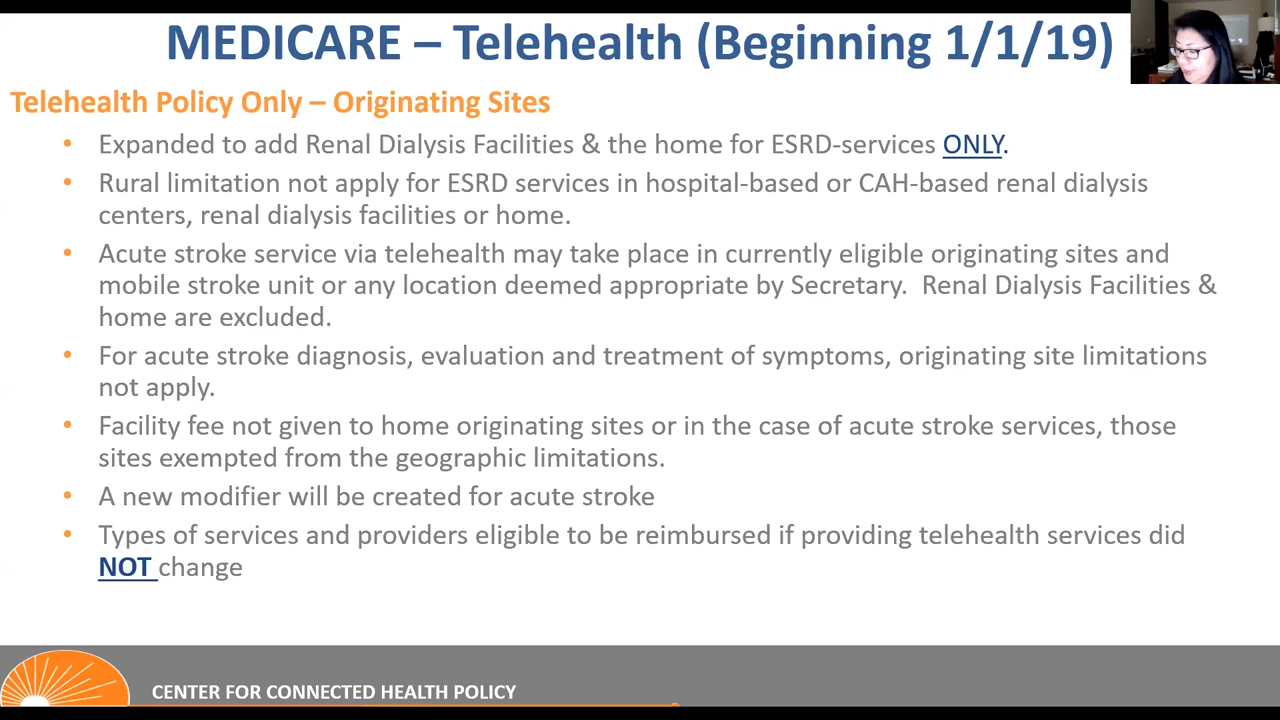 MEDICARE – Telehealth (Beginning 1/1/19)
Telehealth Policy Only – Originating Sites
• Expanded to add Renal Dialysis Facilities & the home for ESRD-services ONLY.
• Rural limitation not apply for ESRD services in hospital-based or CAH-based renal dialysis
centers, renal dialysis facilities or home.
• Acute stroke service via telehealth may take place in currently eligible originating sites and
mobile stroke unit or any location deemed appropriate by Secretary. Renal Dialysis Facilities &
home are excluded.
• For acute stroke diagnosis, evaluation and treatment of symptoms, originating site limitations
not apply.
• Facility fee not given to home originating sites or in the case of acute stroke services, those
sites exempted from the geographic limitations.
• A new modifier will be created for acute stroke
• Types of services and providers eligible to be reimbursed if providing telehealth services did
NOT change
CENTER FOR CONNECTED HEALTH POLICY